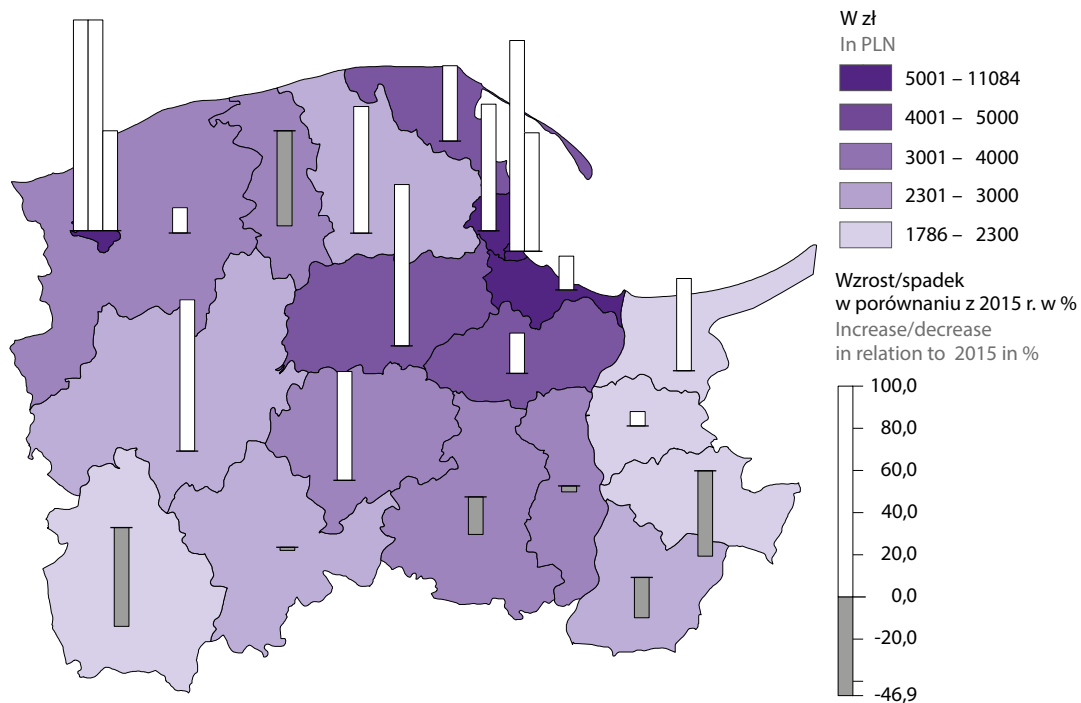 W zł
In PLN
5001 – 11084
4001 – 5000
3001 – 4000
2301 – 3000
1786 – 2300
Wzrost/spadek
w porównaniu z 2015 r. w %
Increase/decrease
in relation to 2015 in %
100,0
80,0
60,0
40,0
20,0
0,0
-20,0
-46,9